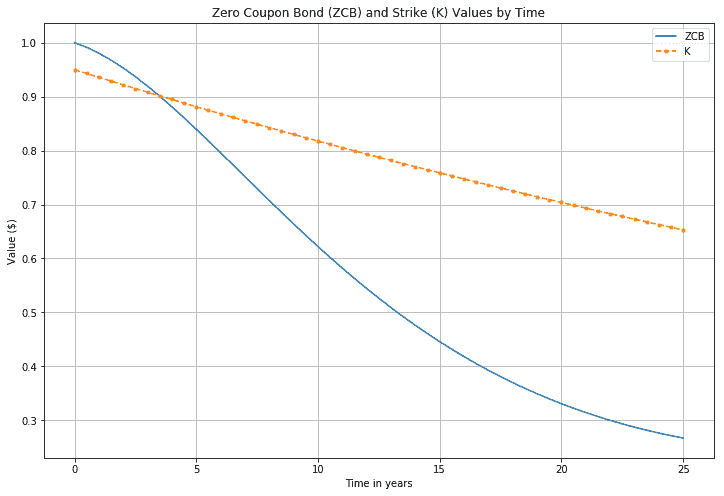 Zero Coupon Bond (ZCB) and Strike (K) Values by Time
ZCB
K
Value ($)
1.0
0.9
0.8
0.7
0.6
0.5
0.4
0.3
0
5
10
15
20
25
Time in years